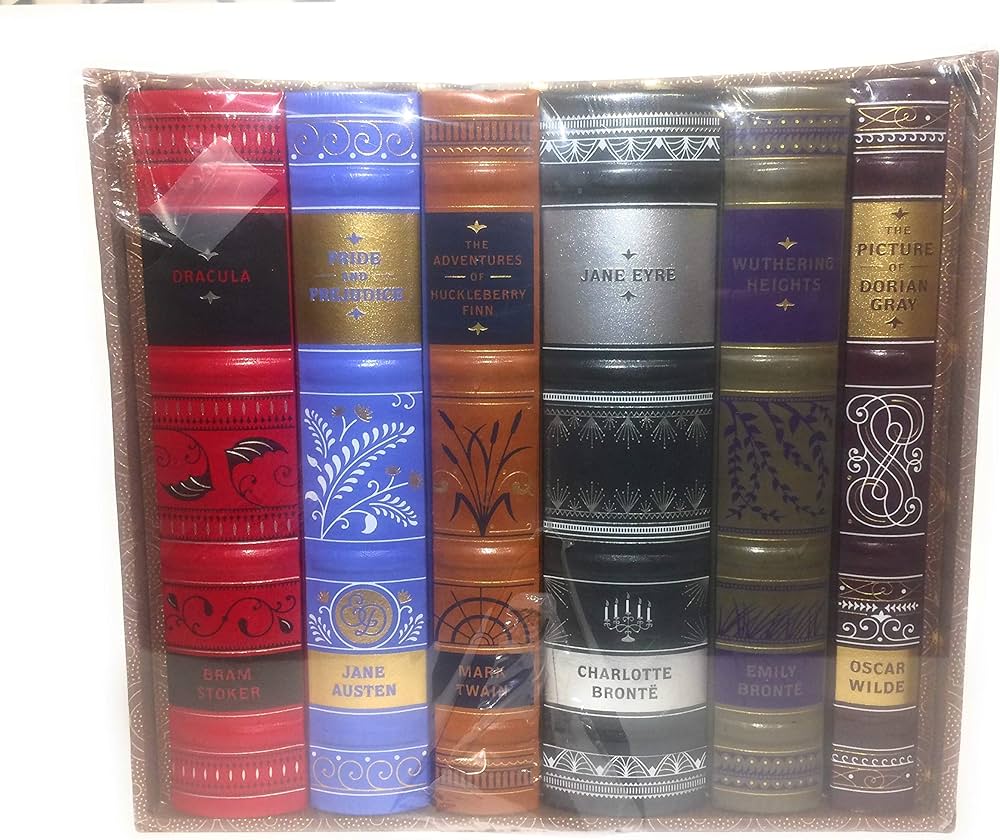 DRACULA
BRAM
STOKER
PRIDE
AND
PREJUDICE
JANE
AUSTEN
THE
ADVENTURES
OF
HUCKLEBERRY
FINN
MARK
TWAIN
JANE EYRE
CHARLOTTE
BRONTË
WUTHERING
HEIGHTS
EMILY
BRONTË
THE
PICTURE
OF
DORIAN
GRAY
OSCAR
WILDE